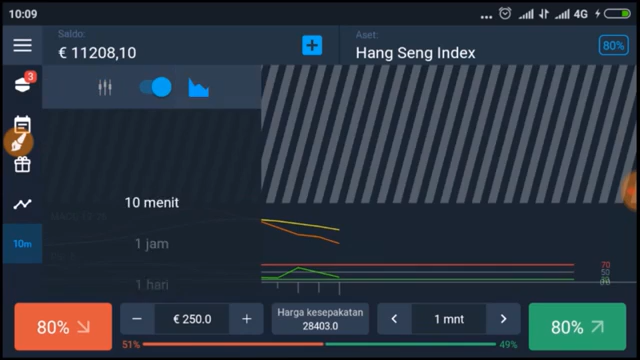 10:09
4G
Saldo:
€ 11208,10
Aset:
Hang Seng Index
80%
3
10 menit
1 jam
1 hari
10m
70
50
80%
€ 250.0
Harga kesepakatan
28403.0
1 mnt
80%
51%
49%